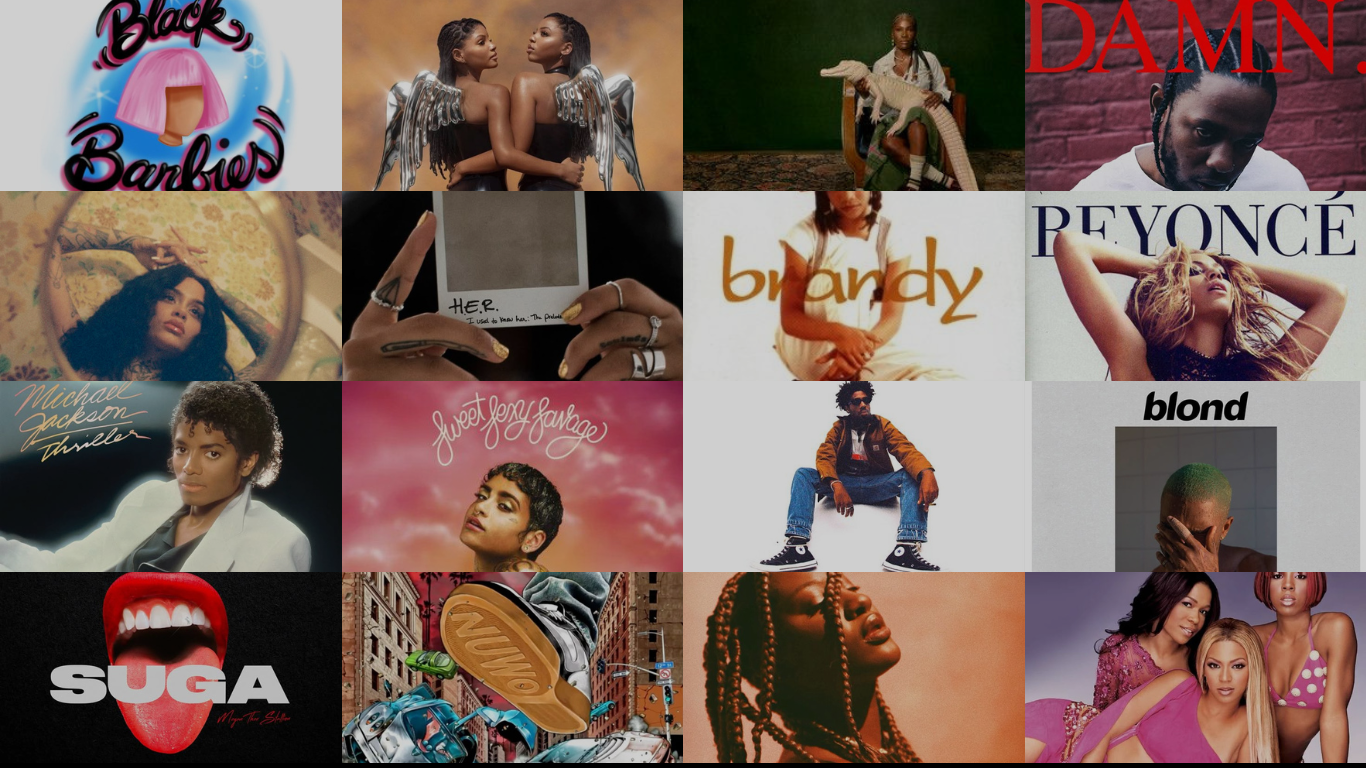 Black
Barbies
DAMN.
H.E.R.
I used to know her: The Prelude
brandy
BEYONCÉ
Michael
Jackson
Thriller
Sweet Sexy Savage
blond
SUGA
Megan Thee Stallion
NUWO